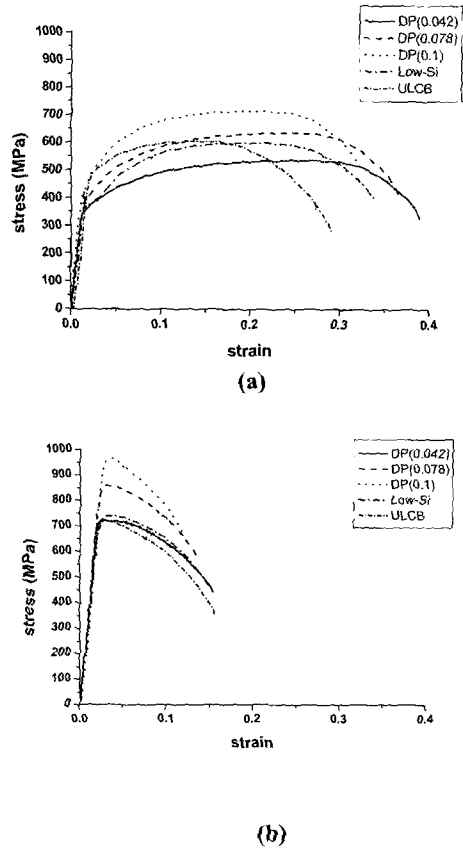 DP(0.042)
DP(0.078)
DP(0.1)
Low-Si
ULCB
1000
900
800
700
600
500
400
300
200
100
0
stress (MPa)
0.0 0.1 0.2 0.3 0.4
strain
(a)
DP(0.042)
DP(0.078)
DP(0.1)
Low-Si
ULCB
1000
900
800
700
600
500
400
300
200
100
0
stress (MPa)
0.0 0.1 0.2 0.3 0.4
strain
(b)